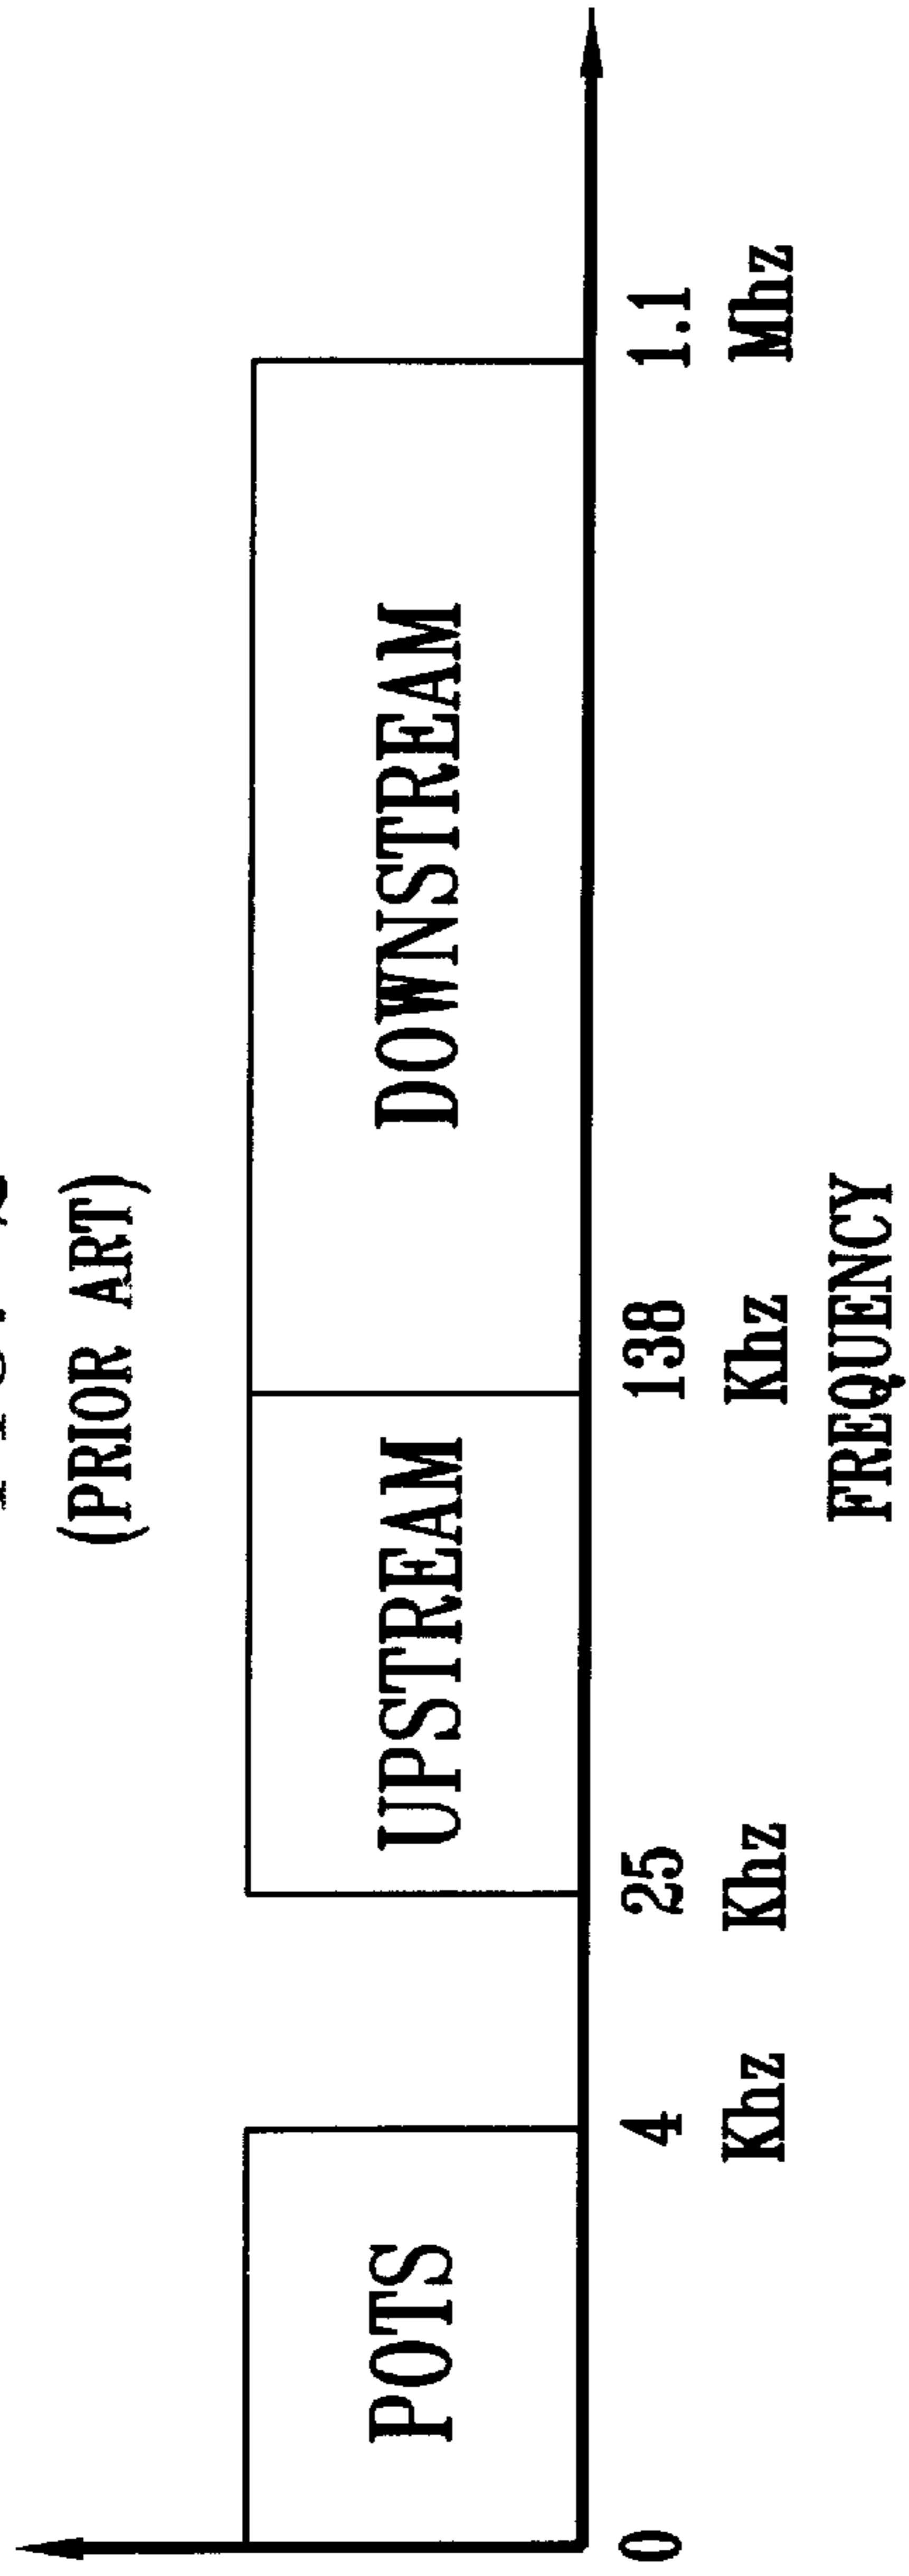 (PRIOR ART)
POTS
UPSTREAM
DOWNSTREAM
0
4
Khz
25
Khz
138
Khz
1.1
Mhz
FREQUENCY